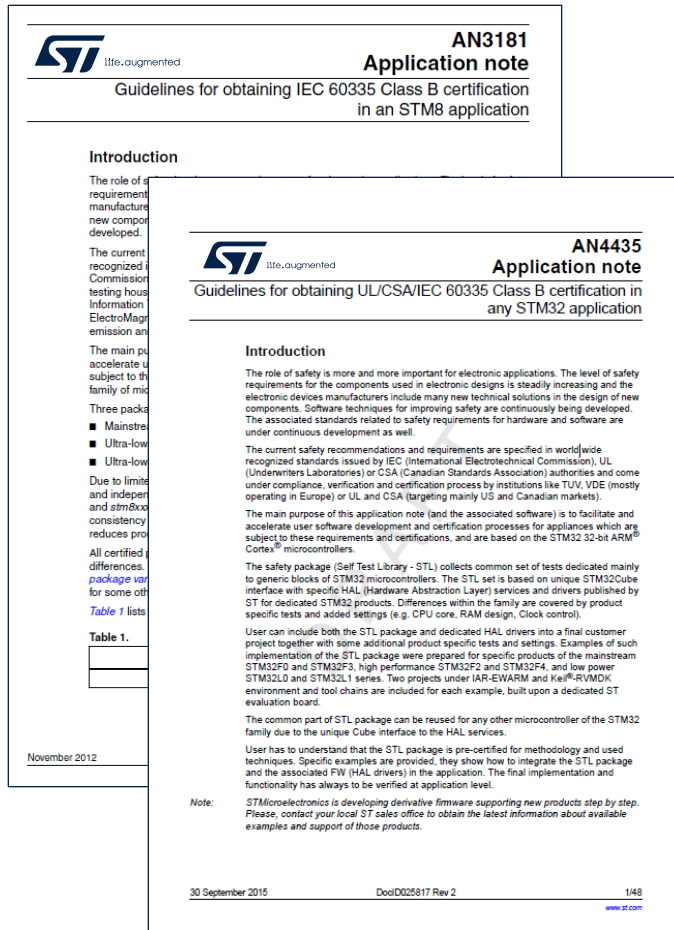 life.augmented
AN3181
Application note
Guidelines for obtaining IEC 60335 Class B certification
in an STM8 application
Introduction
The role of
requirement
manufacture
new compo
developed.
The current
recognized i
Commission
testing hous
Information
ElectroMagr
emission an
The main pu
accelerate u
subject to th
family of mic
Three packa
■ Mainstrea
■ Ultra-low
■ Ultra-low
Due to limite
and indepen
and stm8xxx
consistency
reduces pro
All certified p
differences.
package var
for some oth
Table 1 lists
Table 1.
November 2012
life.augmented
AN4435
Application note
Guidelines for obtaining UL/CSA/IEC 60335 Class B certification in
any STM32 application
Introduction
The role of safety is more and more important for electronic applications. The level of safety
requirements for the components used in electronic designs is steadily increasing and the
electronic devices manufacturers include many new technical solutions in the design of new
components. Software techniques for improving safety are continuously being developed.
The associated standards related to safety requirements for hardware and software are
under continuous development as well.
The current safety recommendations and requirements are specified in world wide
recognized standards issued by IEC (International Electrotechnical Commission), UL
(Underwriters Laboratories) or CSA (Canadian Standards Association) authorities and come
under compliance, verification and certification process by institutions like TUV, VDE (mostly
operating in Europe) or UL and CSA (targeting mainly US and Canadian markets).
The main purpose of this application note (and the associated software) is to facilitate and
accelerate user software development and certification processes for appliances which are
subject to these requirements and certifications, and are based on the STM32 32-bit ARM®
Cortex® microcontrollers.
The safety package (Self Test Library - STL) collects common set of tests dedicated mainly
to generic blocks of STM32 microcontrollers. The STL set is based on unique STM32Cube
interface with specific HAL (Hardware Abstraction Layer) services and drivers published by
ST for dedicated STM32 products. Differences within the family are covered by product
specific tests and added settings (e.g. CPU core, RAM design, Clock control).
User can include both the STL package and dedicated HAL drivers into a final customer
project together with some additional product specific tests and settings. Examples of such
implementation of the STL package were prepared for specific products of the mainstream
STM32F0 and STM32F3, high performance STM32F2 and STM32F4, and low power
STM32L0 and STM32L1 series. Two projects under IAR-EWARM and Keil®-RVMDK
environment and tool chains are included for each example, built upon a dedicated ST
evaluation board.
The common part of STL package can be reused for any other microcontroller of the STM32
family due to the unique Cube interface to the HAL services.
User has to understand that the STL package is pre-certified for methodology and used
techniques. Specific examples are provided, they show how to integrate the STL package
and the associated FW (HAL drivers) in the application. The final implementation and
functionality has always to be verified at application level.
Note: STMicroelectronics is developing derivative firmware supporting new products step by step.
Please, contact your local ST sales office to obtain the latest information about available
examples and support of those products.
30 September 2015 DocID025817 Rev 2 1/48
www.st.com
DRAFT